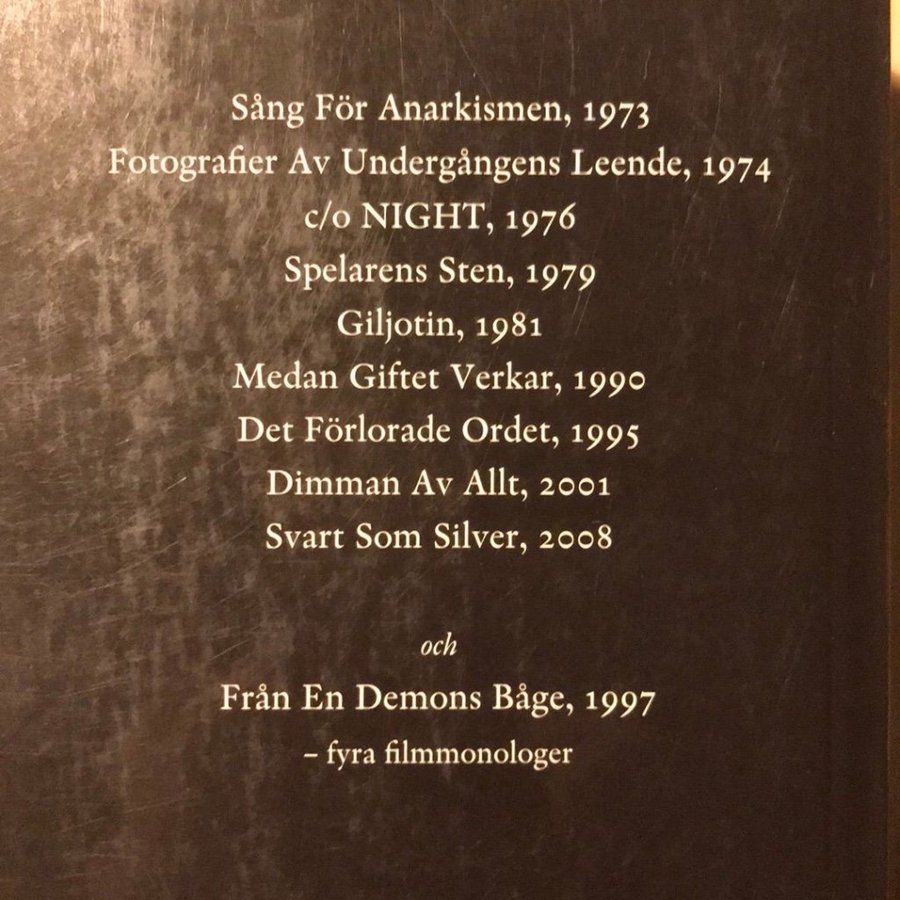 Sång För Anarkismen, 1973
Fotografier Av Undergångens Leende, 1974
c/o NIGHT, 1976
Spelarens Sten, 1979
Giljotin, 1981
Medan Giftet Verkar, 1990
Det Förlorade Ordet, 1995
Dimman Av Allt, 2001
Svart Som Silver, 2008
och
Från En Demons Båge, 1997
– fyra filmmonologer